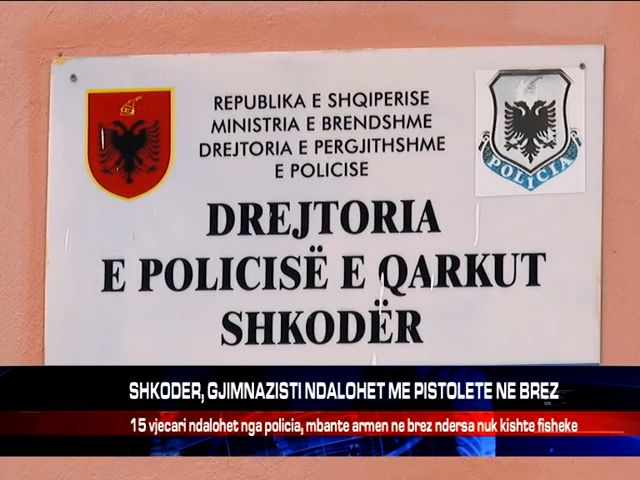 REPUBLIKA E SHQIPERISE
MINISTRIA E BRENDSHME
DREJTORIA E PERGJITHSHME
E POLICISE
POLICIA
DREJTORIA
E POLICISË E QARKUT
SHKODËR
SHKODER, GJIMNAZISTI NDALOHET ME PISTOLETE NE BREZ
15 vjecari ndalohet nga policia, mbante armen ne brez ndersa nuk kishte fisheke